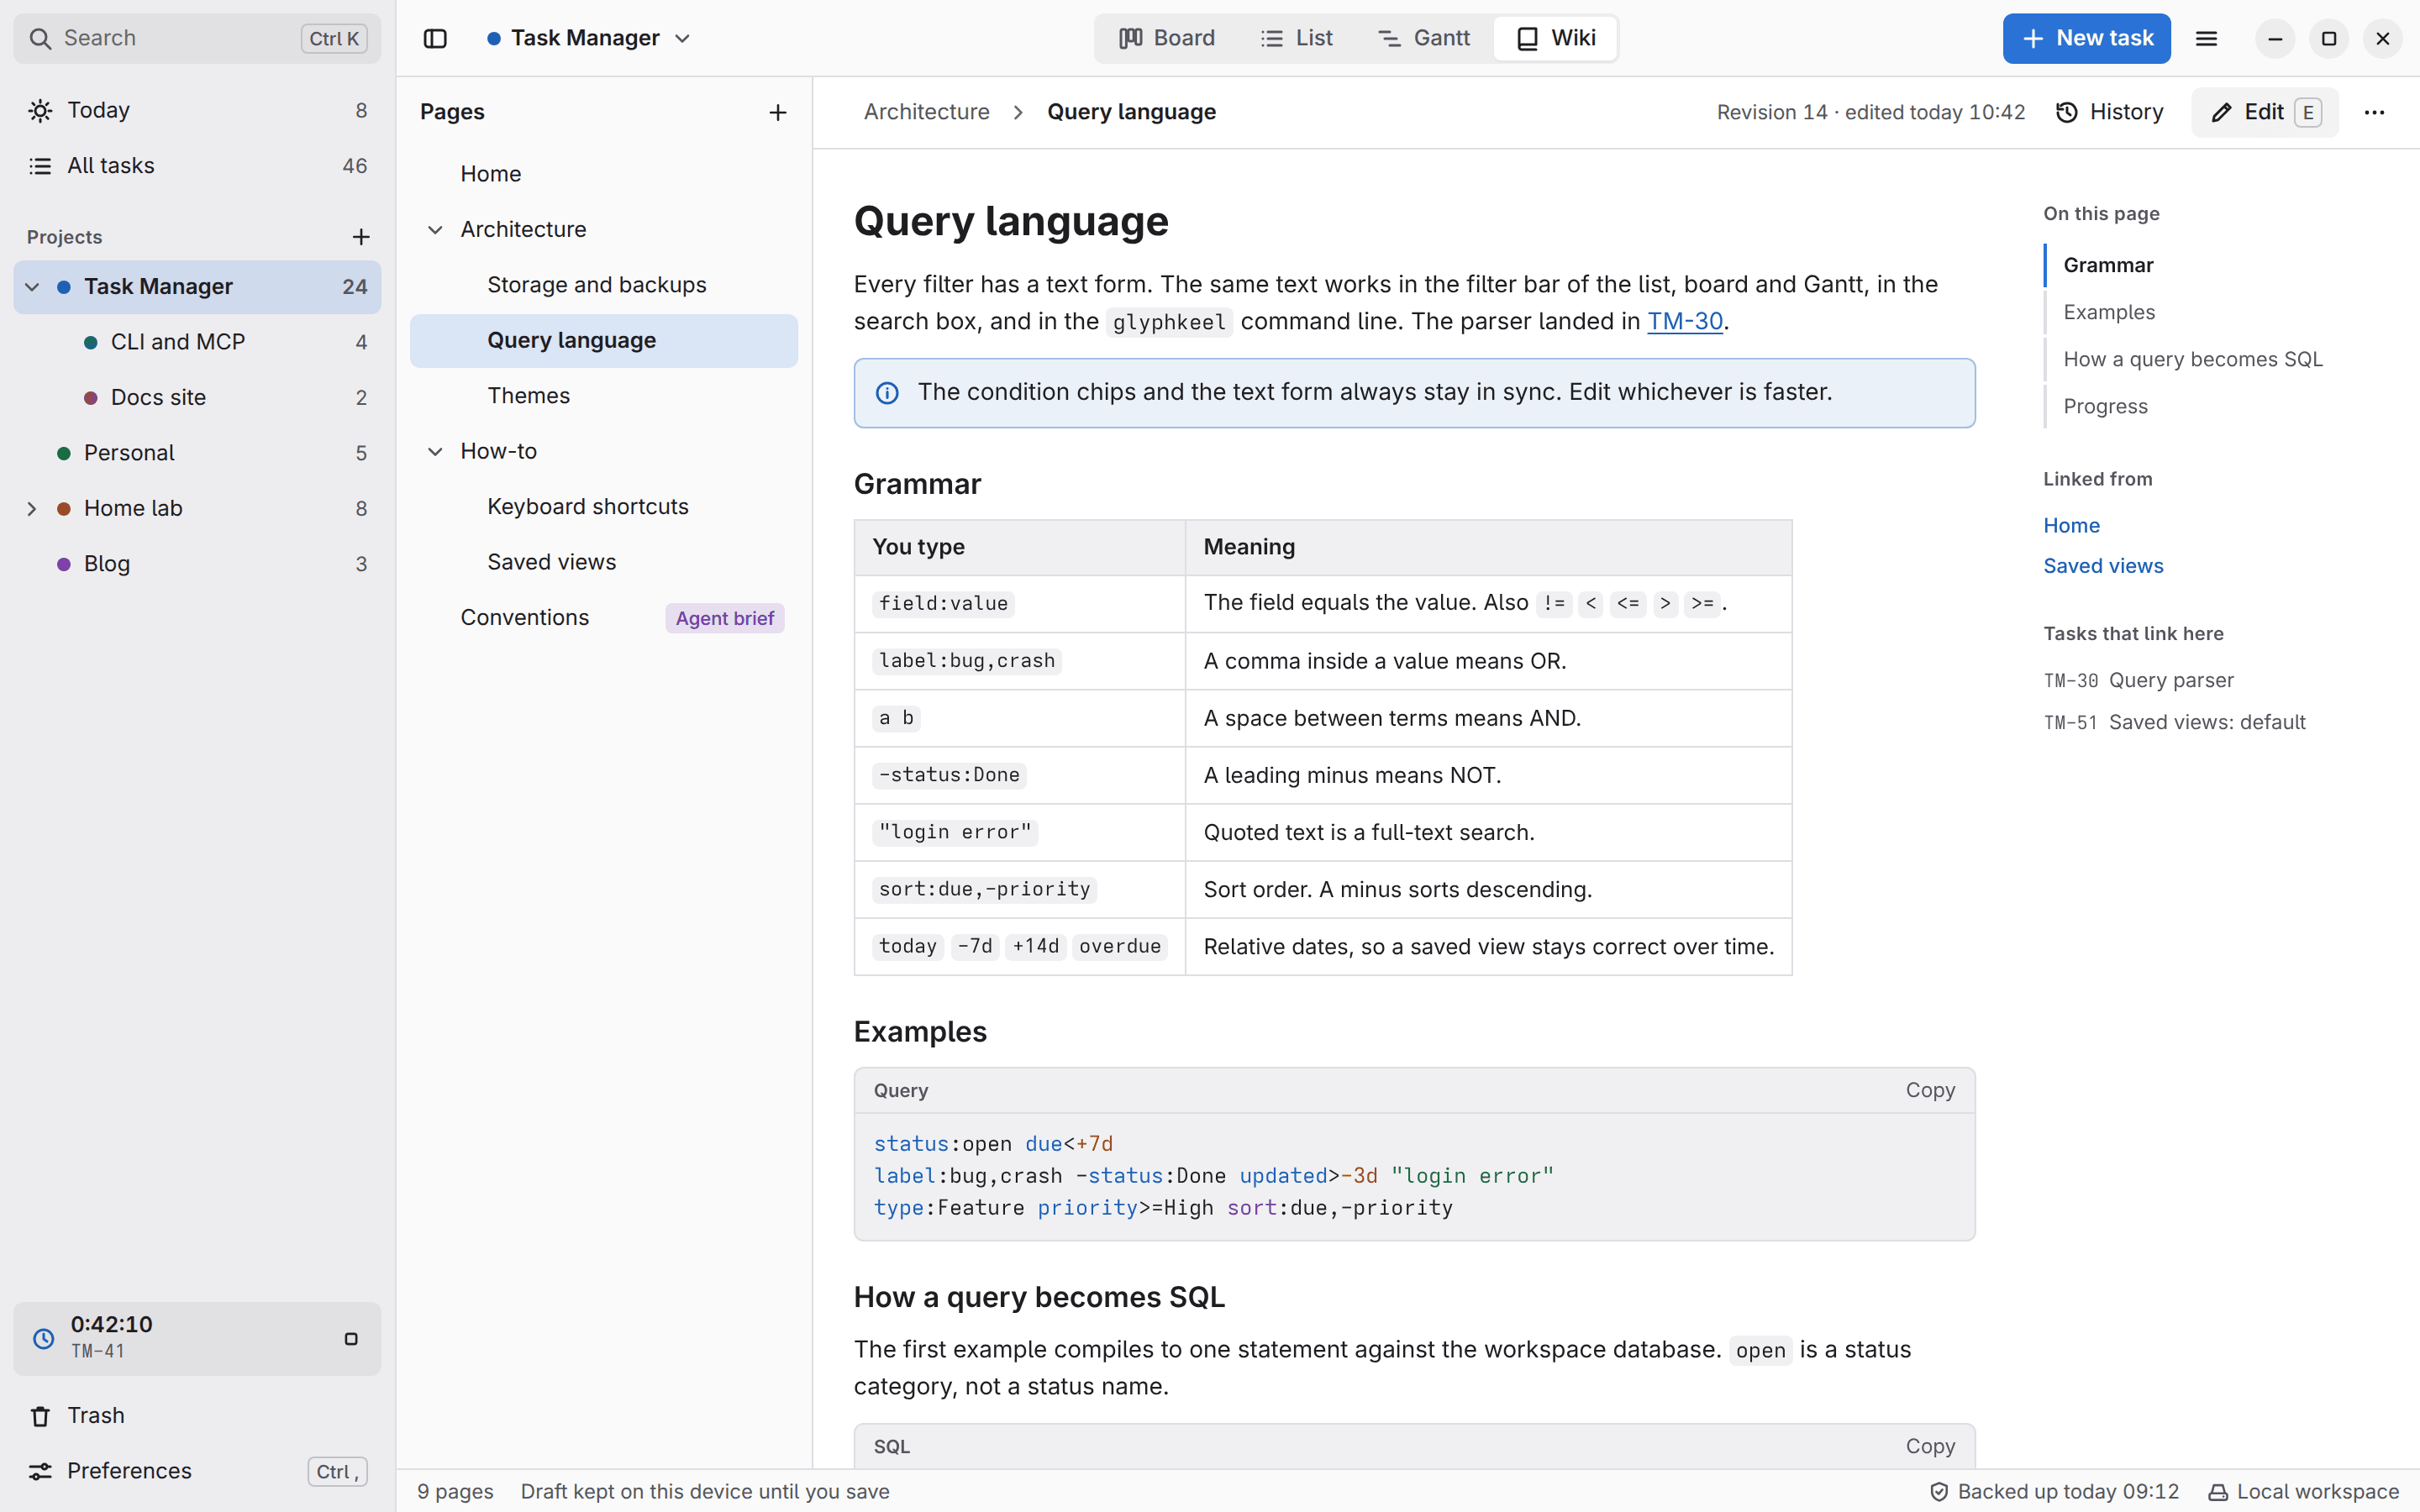 Search Ctrl K
Today 8
All tasks 46
Projects
Task Manager 24
CLI and MCP 4
Docs site 2
Personal 5
Home lab 8
Blog 3
0:42:10
TM-41
Trash
Preferences Ctrl ,
Task Manager
Board List Gantt Wiki
New task
Pages
Home
Architecture
Storage and backups
Query language
Themes
How-to
Keyboard shortcuts
Saved views
Conventions Agent brief
Architecture Query language
Revision 14 · edited today 10:42 History Edit E
Query language
Every filter has a text form. The same text works in the filter bar of the list, board and Gantt, in the
search box, and in the glyphkeel command line. The parser landed in TM-30.
The condition chips and the text form always stay in sync. Edit whichever is faster.
Grammar
You type Meaning
field:value The field equals the value. Also != < <= > >=.
label:bug,crash A comma inside a value means OR.
a b A space between terms means AND.
-status:Done A leading minus means NOT.
"login error" Quoted text is a full-text search.
sort:due,-priority Sort order. A minus sorts descending.
today -7d +14d overdue Relative dates, so a saved view stays correct over time.
Examples
Query Copy
status:open due<+7d
label:bug,crash -status:Done updated>-3d "login error"
type:Feature priority>=High sort:due,-priority
How a query becomes SQL
The first example compiles to one statement against the workspace database. open is a status
category, not a status name.
SQL Copy
On this page
Grammar
Examples
How a query becomes SQL
Progress
Linked from
Home
Saved views
Tasks that link here
TM-30 Query parser
TM-51 Saved views: default
9 pages Draft kept on this device until you save
Backed up today 09:12 Local workspace